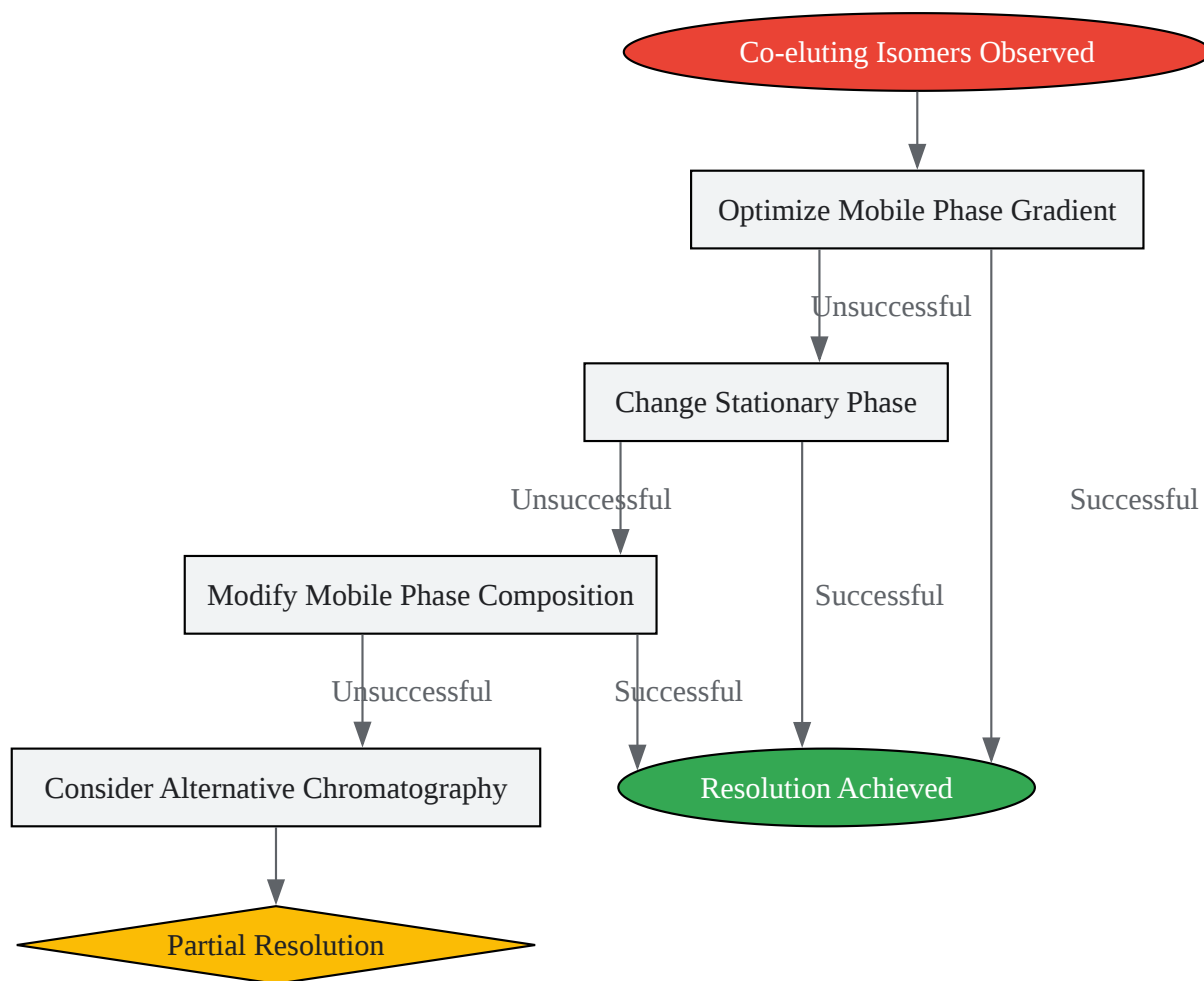 Co-eluting Isomers Observed
Optimize Mobile Phase Gradient
Unsuccessful
Change Stationary Phase
Unsuccessful
Successful
Modify Mobile Phase Composition
Successful
Unsuccessful
Successful
Consider Alternative Chromatography
Resolution Achieved
Partial Resolution